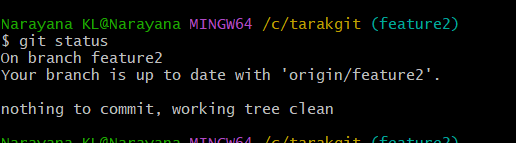 Narayana KL@Narayana MINGW64 /c/tarakgit (feature2)
$ git status
On branch feature2
Your branch is up to date with 'origin/feature2'.
nothing to commit, working tree clean
Narayana KL@Narayana MINGW64 /c/tarakgit (feature2)